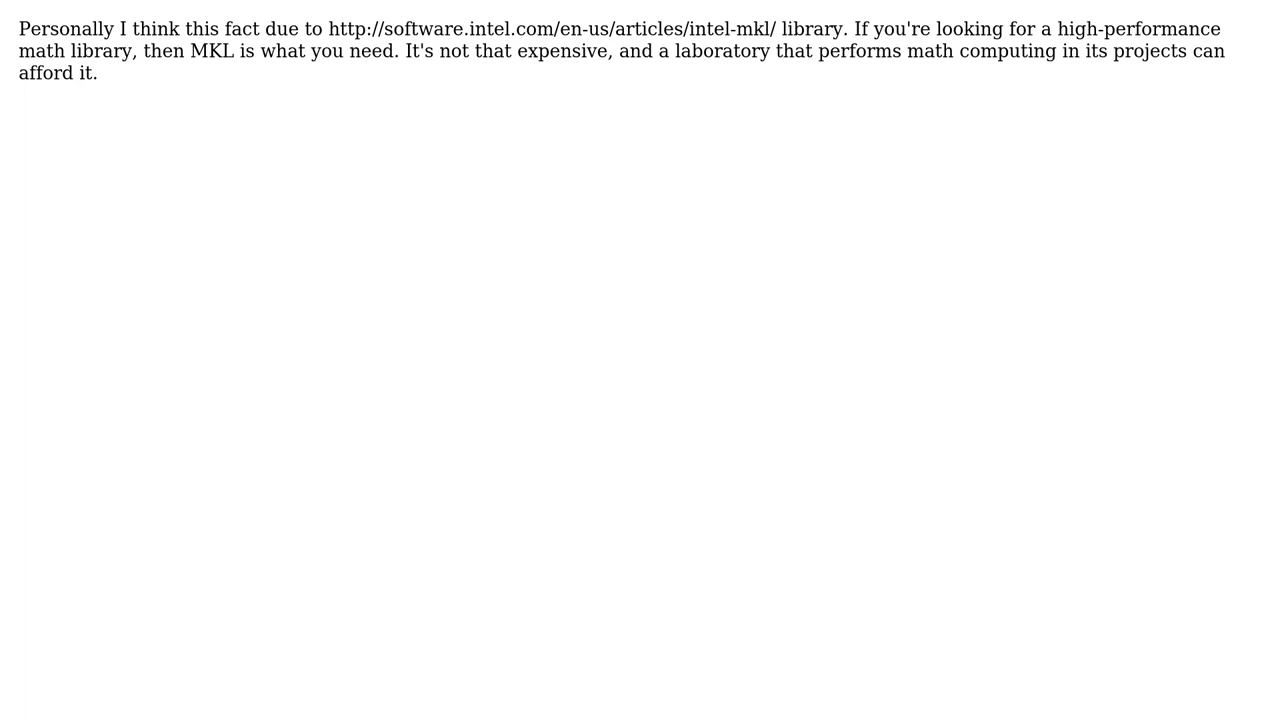 Personally I think this fact due to http://software.intel.com/en-us/articles/intel-mkl/ library. If you're looking for a high-performance
math library, then MKL is what you need. It's not that expensive, and a laboratory that performs math computing in its projects can
afford it.